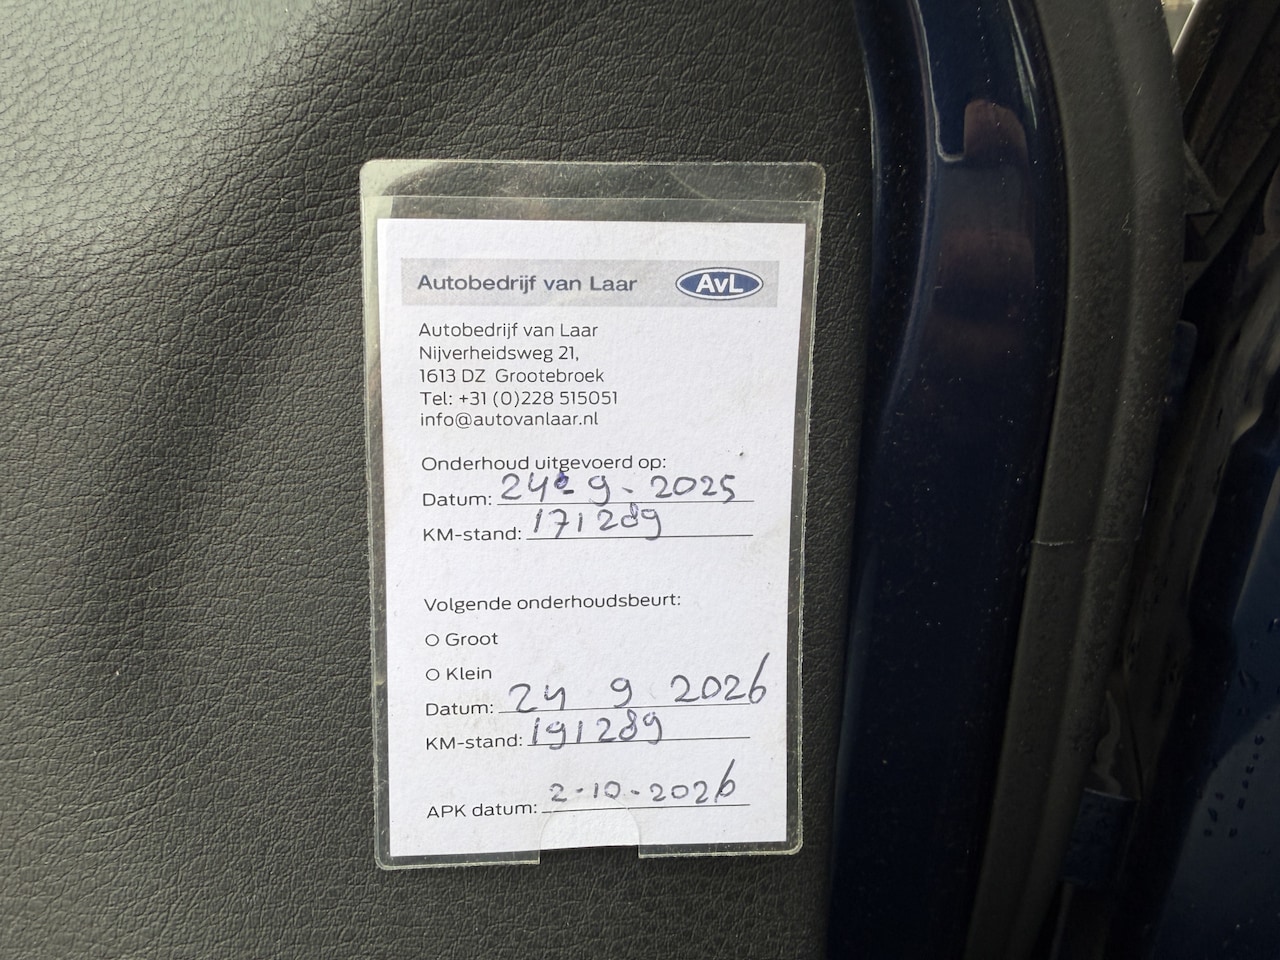 Autobedrijf van Laar AvL
Autobedrijf van Laar
Nijverheidsweg 21,
1613 DZ Grootebroek
Tel: +31 (0)228 515051
info@autovanlaar.nl
Onderhoud uitgevoerd op:
Datum: 24-9-2025
KM-stand: 171289
Volgende onderhoudsbeurt:
O Groot
O Klein
Datum: 24 9 2026
KM-stand: 191289
APK datum: 2-10-2026